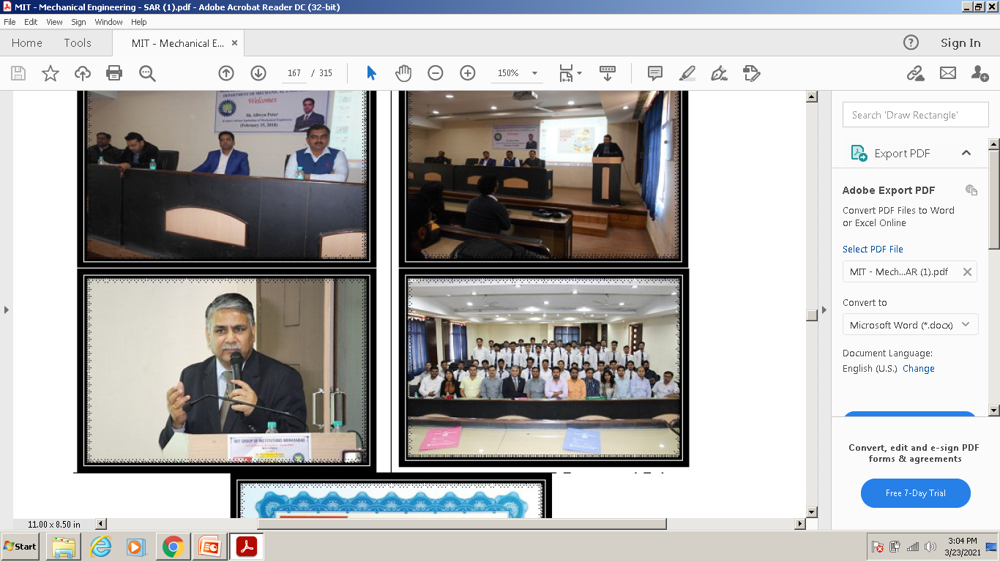 MIT - Mechanical Engineering - SAR (1).pdf - Adobe Acrobat Reader DC (32-bit)
File Edit View Sign Window Help
Home Tools MIT - Mechanical E... × Sign In
167 / 315 150%
Search 'Draw Rectangle'
Export PDF
Adobe Export PDF
Convert PDF Files to Word
or Excel Online
Select PDF File
MIT - Mech...AR (1).pdf
Convert to
Microsoft Word (*.docx)
Document Language:
English (U.S.) Change
Convert, edit and e-sign PDF
forms & agreements
Free 7-Day Trial
DEPARTMENT OF MECHANICAL
Welcomes
Sh. Allwyn Peter
(February 15, 2018)
MIT GROUP OF INSTITUTIONS MORADABAD
11.00 x 8.50 in
Start
3:04 PM
3/23/2021